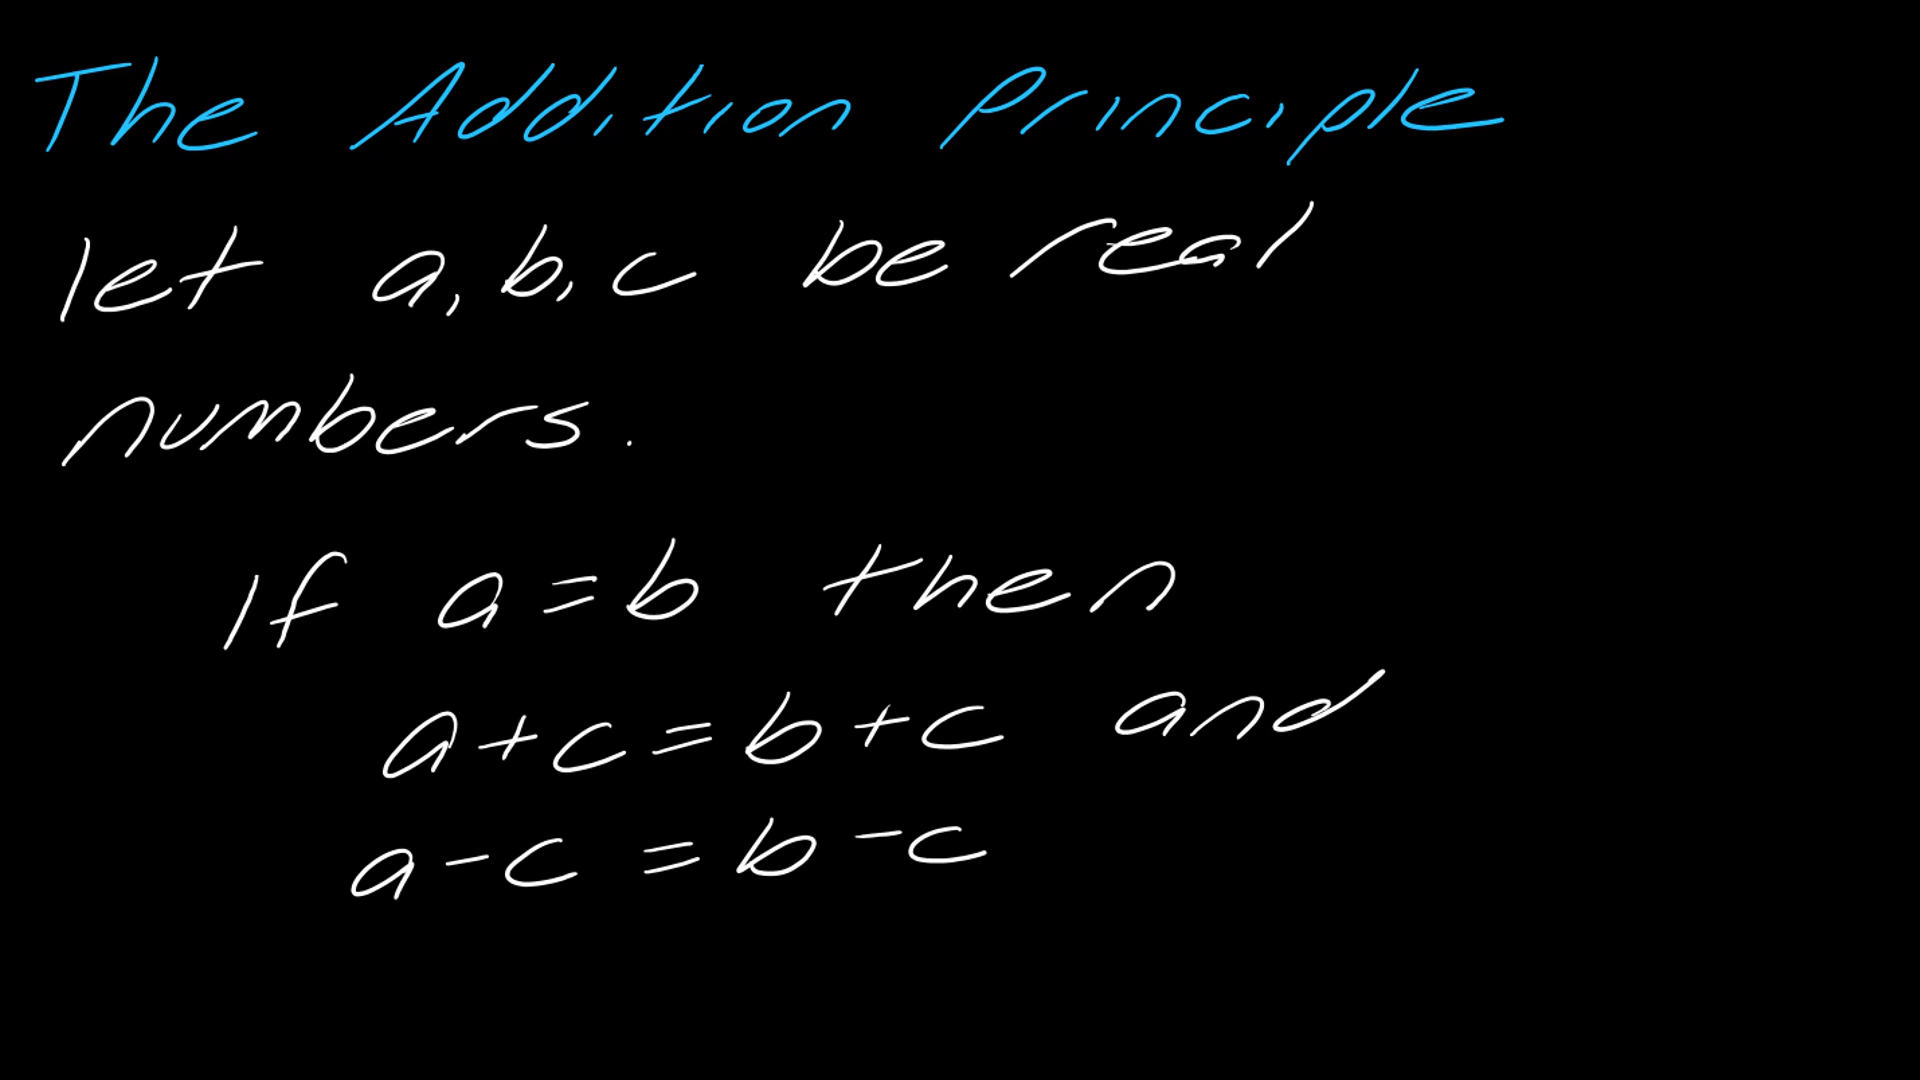 The Addition Principle
let a, b, c be real
numbers.
If a = b then
a + c = b + c and
a - c = b - c